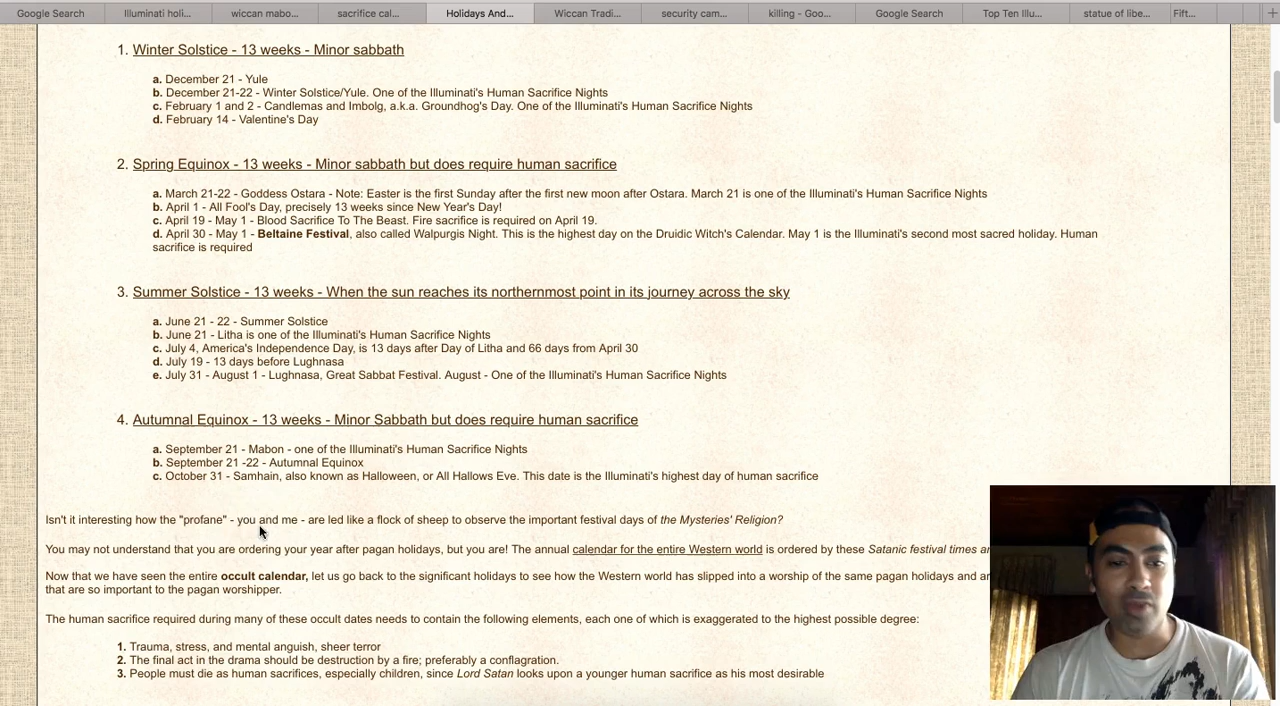 Google Search Illuminati holi... wiccan mabo... sacrifice cal... Holidays And... Wiccan Tradi... security cam... killing - Goo... Google Search Top Ten Illu... statue of libe... Fift...
1. Winter Solstice - 13 weeks - Minor sabbath
a. December 21 - Yule
b. December 21-22 - Winter Solstice/Yule. One of the Illuminati's Human Sacrifice Nights
c. February 1 and 2 - Candlemas and Imbolg, a.k.a. Groundhog's Day. One of the Illuminati's Human Sacrifice Nights
d. February 14 - Valentine's Day
2. Spring Equinox - 13 weeks - Minor sabbath but does require human sacrifice
a. March 21-22 - Goddess Ostara - Note: Easter is the first Sunday after the first new moon after Ostara. March 21 is one of the Illuminati's Human Sacrifice Nights
b. April 1 - All Fool's Day, precisely 13 weeks since New Year's Day!
c. April 19 - May 1 - Blood Sacrifice To The Beast. Fire sacrifice is required on April 19.
d. April 30 - May 1 - Beltaine Festival, also called Walpurgis Night. This is the highest day on the Druidic Witch's Calendar. May 1 is the Illuminati's second most sacred holiday. Human
sacrifice is required
3. Summer Solstice - 13 weeks - When the sun reaches its northernmost point in its journey across the sky
a. June 21 - 22 - Summer Solstice
b. June 21 - Litha is one of the Illuminati's Human Sacrifice Nights
c. July 4, America's Independence Day, is 13 days after Day of Litha and 66 days from April 30
d. July 19 - 13 days before Lughnasa
e. July 31 - August 1 - Lughnasa, Great Sabbat Festival. August - One of the Illuminati's Human Sacrifice Nights
4. Autumnal Equinox - 13 weeks - Minor Sabbath but does require human sacrifice
a. September 21 - Mabon - one of the Illuminati's Human Sacrifice Nights
b. September 21 -22 - Autumnal Equinox
c. October 31 - Samhain, also known as Halloween, or All Hallows Eve. This date is the Illuminati's highest day of human sacrifice
Isn't it interesting how the "profane" - you and me - are led like a flock of sheep to observe the important festival days of the Mysteries' Religion?
You may not understand that you are ordering your year after pagan holidays, but you are! The annual calendar for the entire Western world is ordered by these Satanic festival times
Now that we have seen the entire occult calendar, let us go back to the significant holidays to see how the Western world has slipped into a worship of the same pagan holidays and
that are so important to the pagan worshipper.
The human sacrifice required during many of these occult dates needs to contain the following elements, each one of which is exaggerated to the highest possible degree:
1. Trauma, stress, and mental anguish, sheer terror
2. The final act in the drama should be destruction by a fire; preferably a conflagration.
3. People must die as human sacrifices, especially children, since Lord Satan looks upon a younger human sacrifice as his most desirable